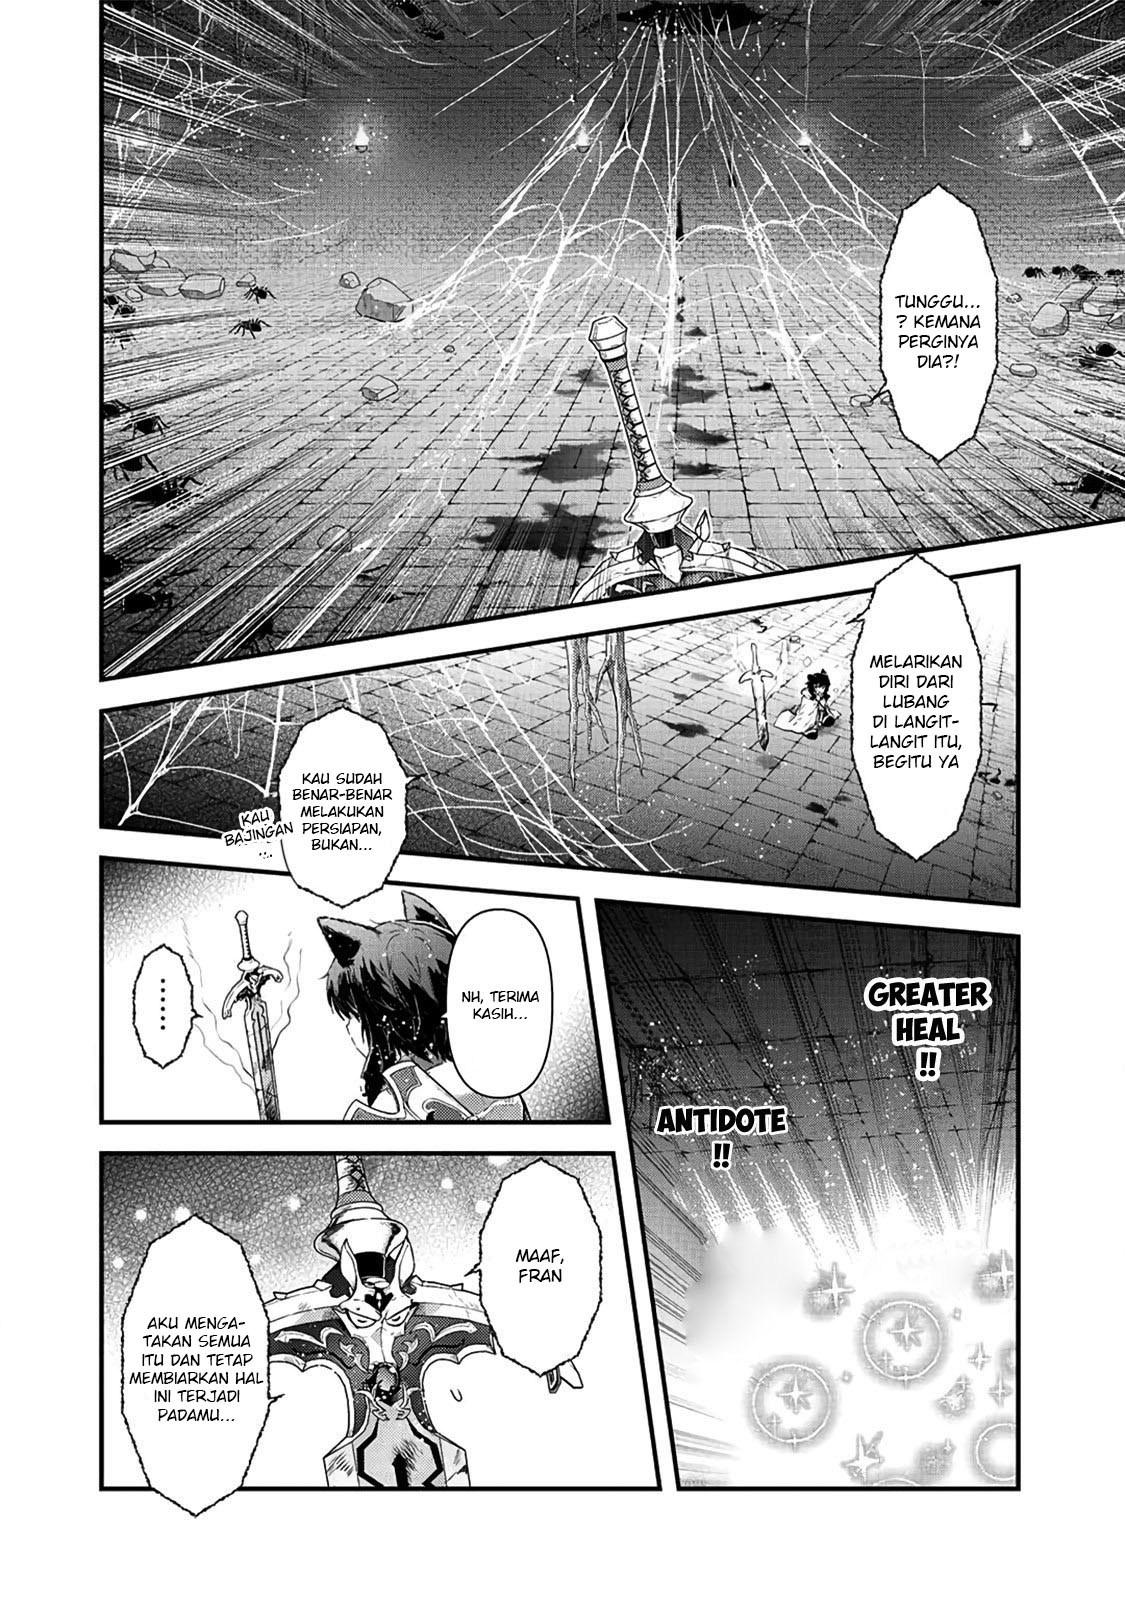 TUNGGU...
? KEMANA
PERGINYA
DIA?!
MELARIKAN
DIRI DARI
LUBANG
DI LANGIT-
LANGIT ITU,
BEGITU YA
KAU SUDAH
BENAR-BENAR
MELAKUKAN
PERSIAPAN,
BUKAN...
KAU
BAJINGAN
...
GREATER
HEAL
!!
ANTIDOTE
!!
NH, TERIMA
KASIH...
......
MAAF,
FRAN
AKU MENGA-
TAKAN SEMUA
ITU DAN TETAP
MEMBIARKAN HAL
INI TERJADI
PADAMU...